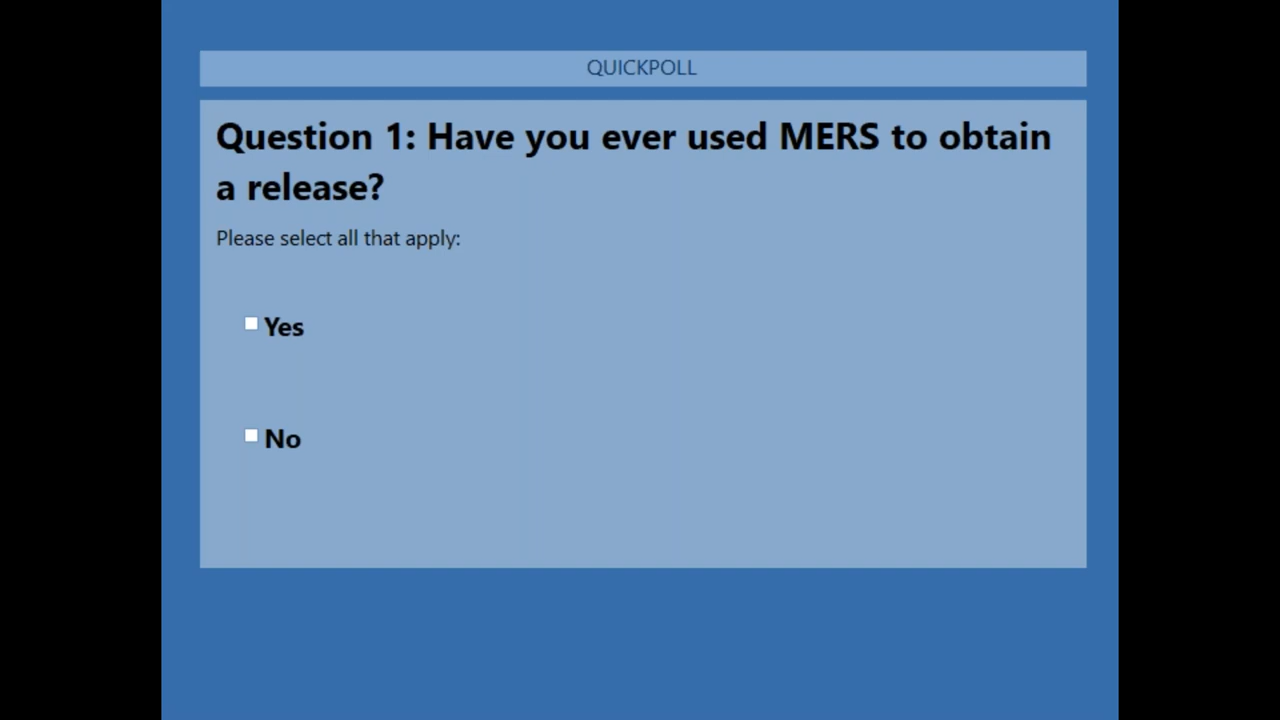 QUICKPOLL
Question 1: Have you ever used MERS to obtain
a release?
Please select all that apply:
Yes
No